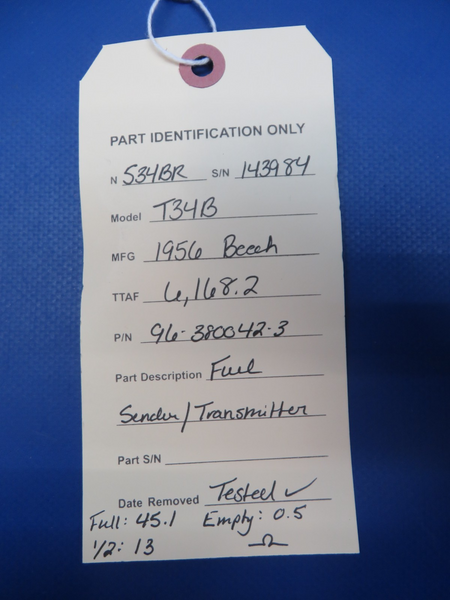 PART IDENTIFICATION ONLY
N 534BR S/N 143984
Model T34B
MFG 1956 Beech
TTAF 6,168.2
P/N 96-380042-3
Part Description Fuel
Sender/Transmitter
Part S/N
Date Removed Tested ✓
Full: 45.1 Empty: 0.5
1/2: 13 Ω